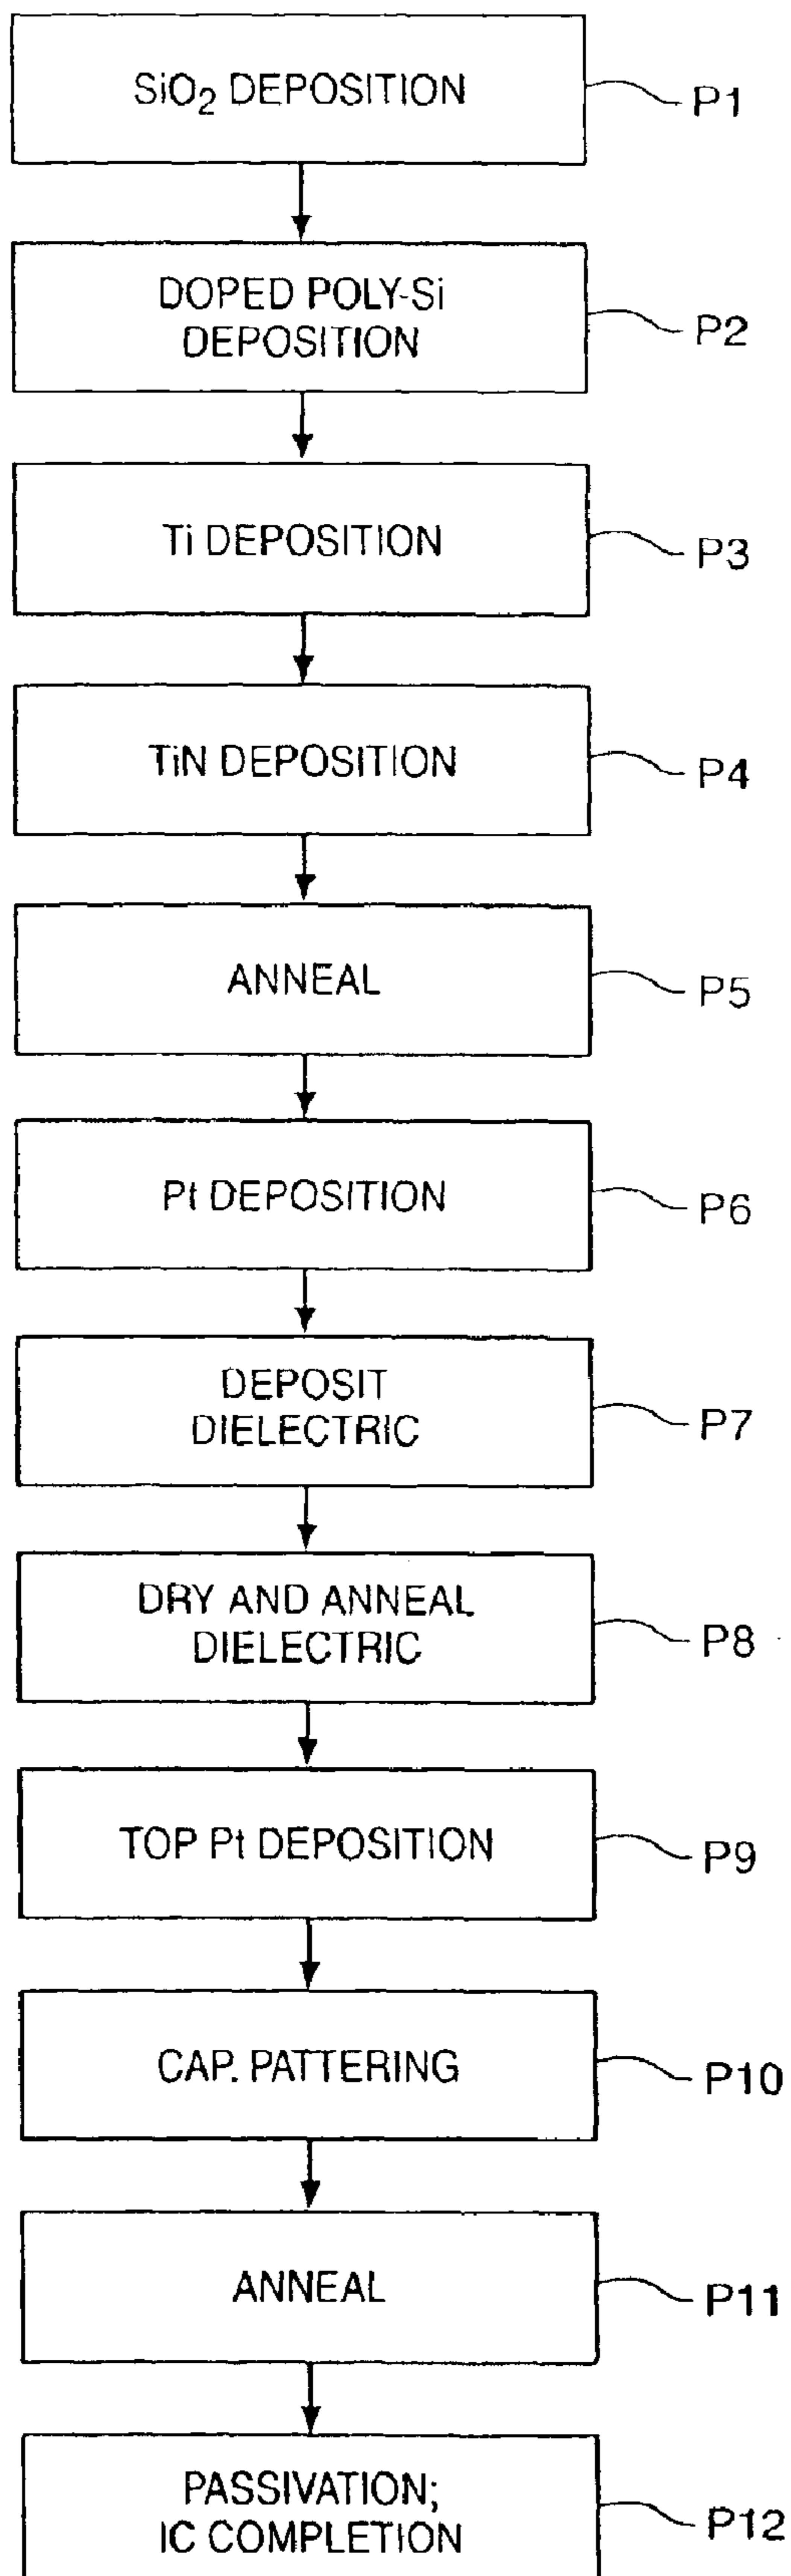 SiO₂ DEPOSITION
P1
DOPED POLY-Si
DEPOSITION
P2
Ti DEPOSITION
P3
TiN DEPOSITION
P4
ANNEAL
P5
Pt DEPOSITION
P6
DEPOSIT
DIELECTRIC
P7
DRY AND ANNEAL
DIELECTRIC
P8
TOP Pt DEPOSITION
P9
CAP. PATTERING
P10
ANNEAL
P11
PASSIVATION;
IC COMPLETION
P12